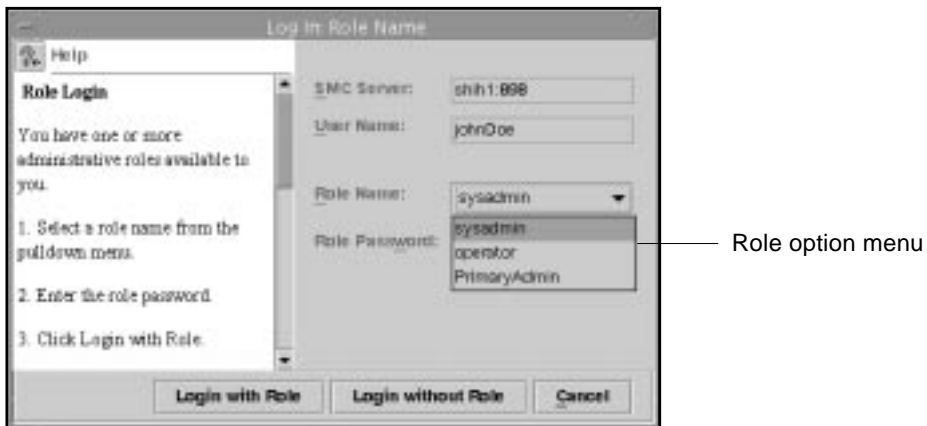 Log In Role Name
Help
Role Login
You have one or more
administrative roles available to
you.
1. Select a role name from the
pulldown menu.
2. Enter the role password
3. Click Login with Role.
SMC Server: shih1:898
User Name: johnDoe
Role Name: sysadmin
Role Password:
sysadmin
operator
PrimaryAdmin
Role option menu
Login with Role
Login without Role
Cancel